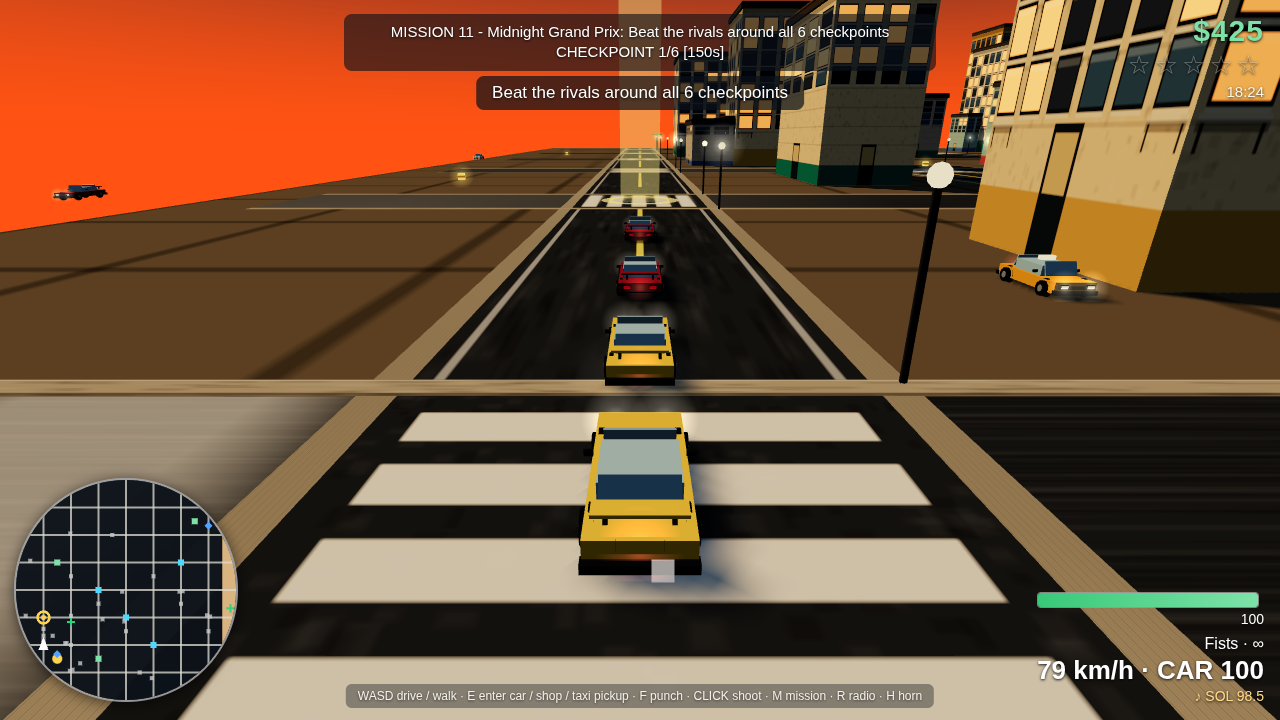 MISSION 11 - Midnight Grand Prix: Beat the rivals around all 6 checkpoints
CHECKPOINT 1/6 [150s]
Beat the rivals around all 6 checkpoints
$425
☆ ☆ ☆ ☆ ☆
18:24
100
Fists · ∞
79 km/h · CAR 100
♪ SOL 98.5
WASD drive / walk · E enter car / shop / taxi pickup · F punch · CLICK shoot · M mission · R radio · H horn